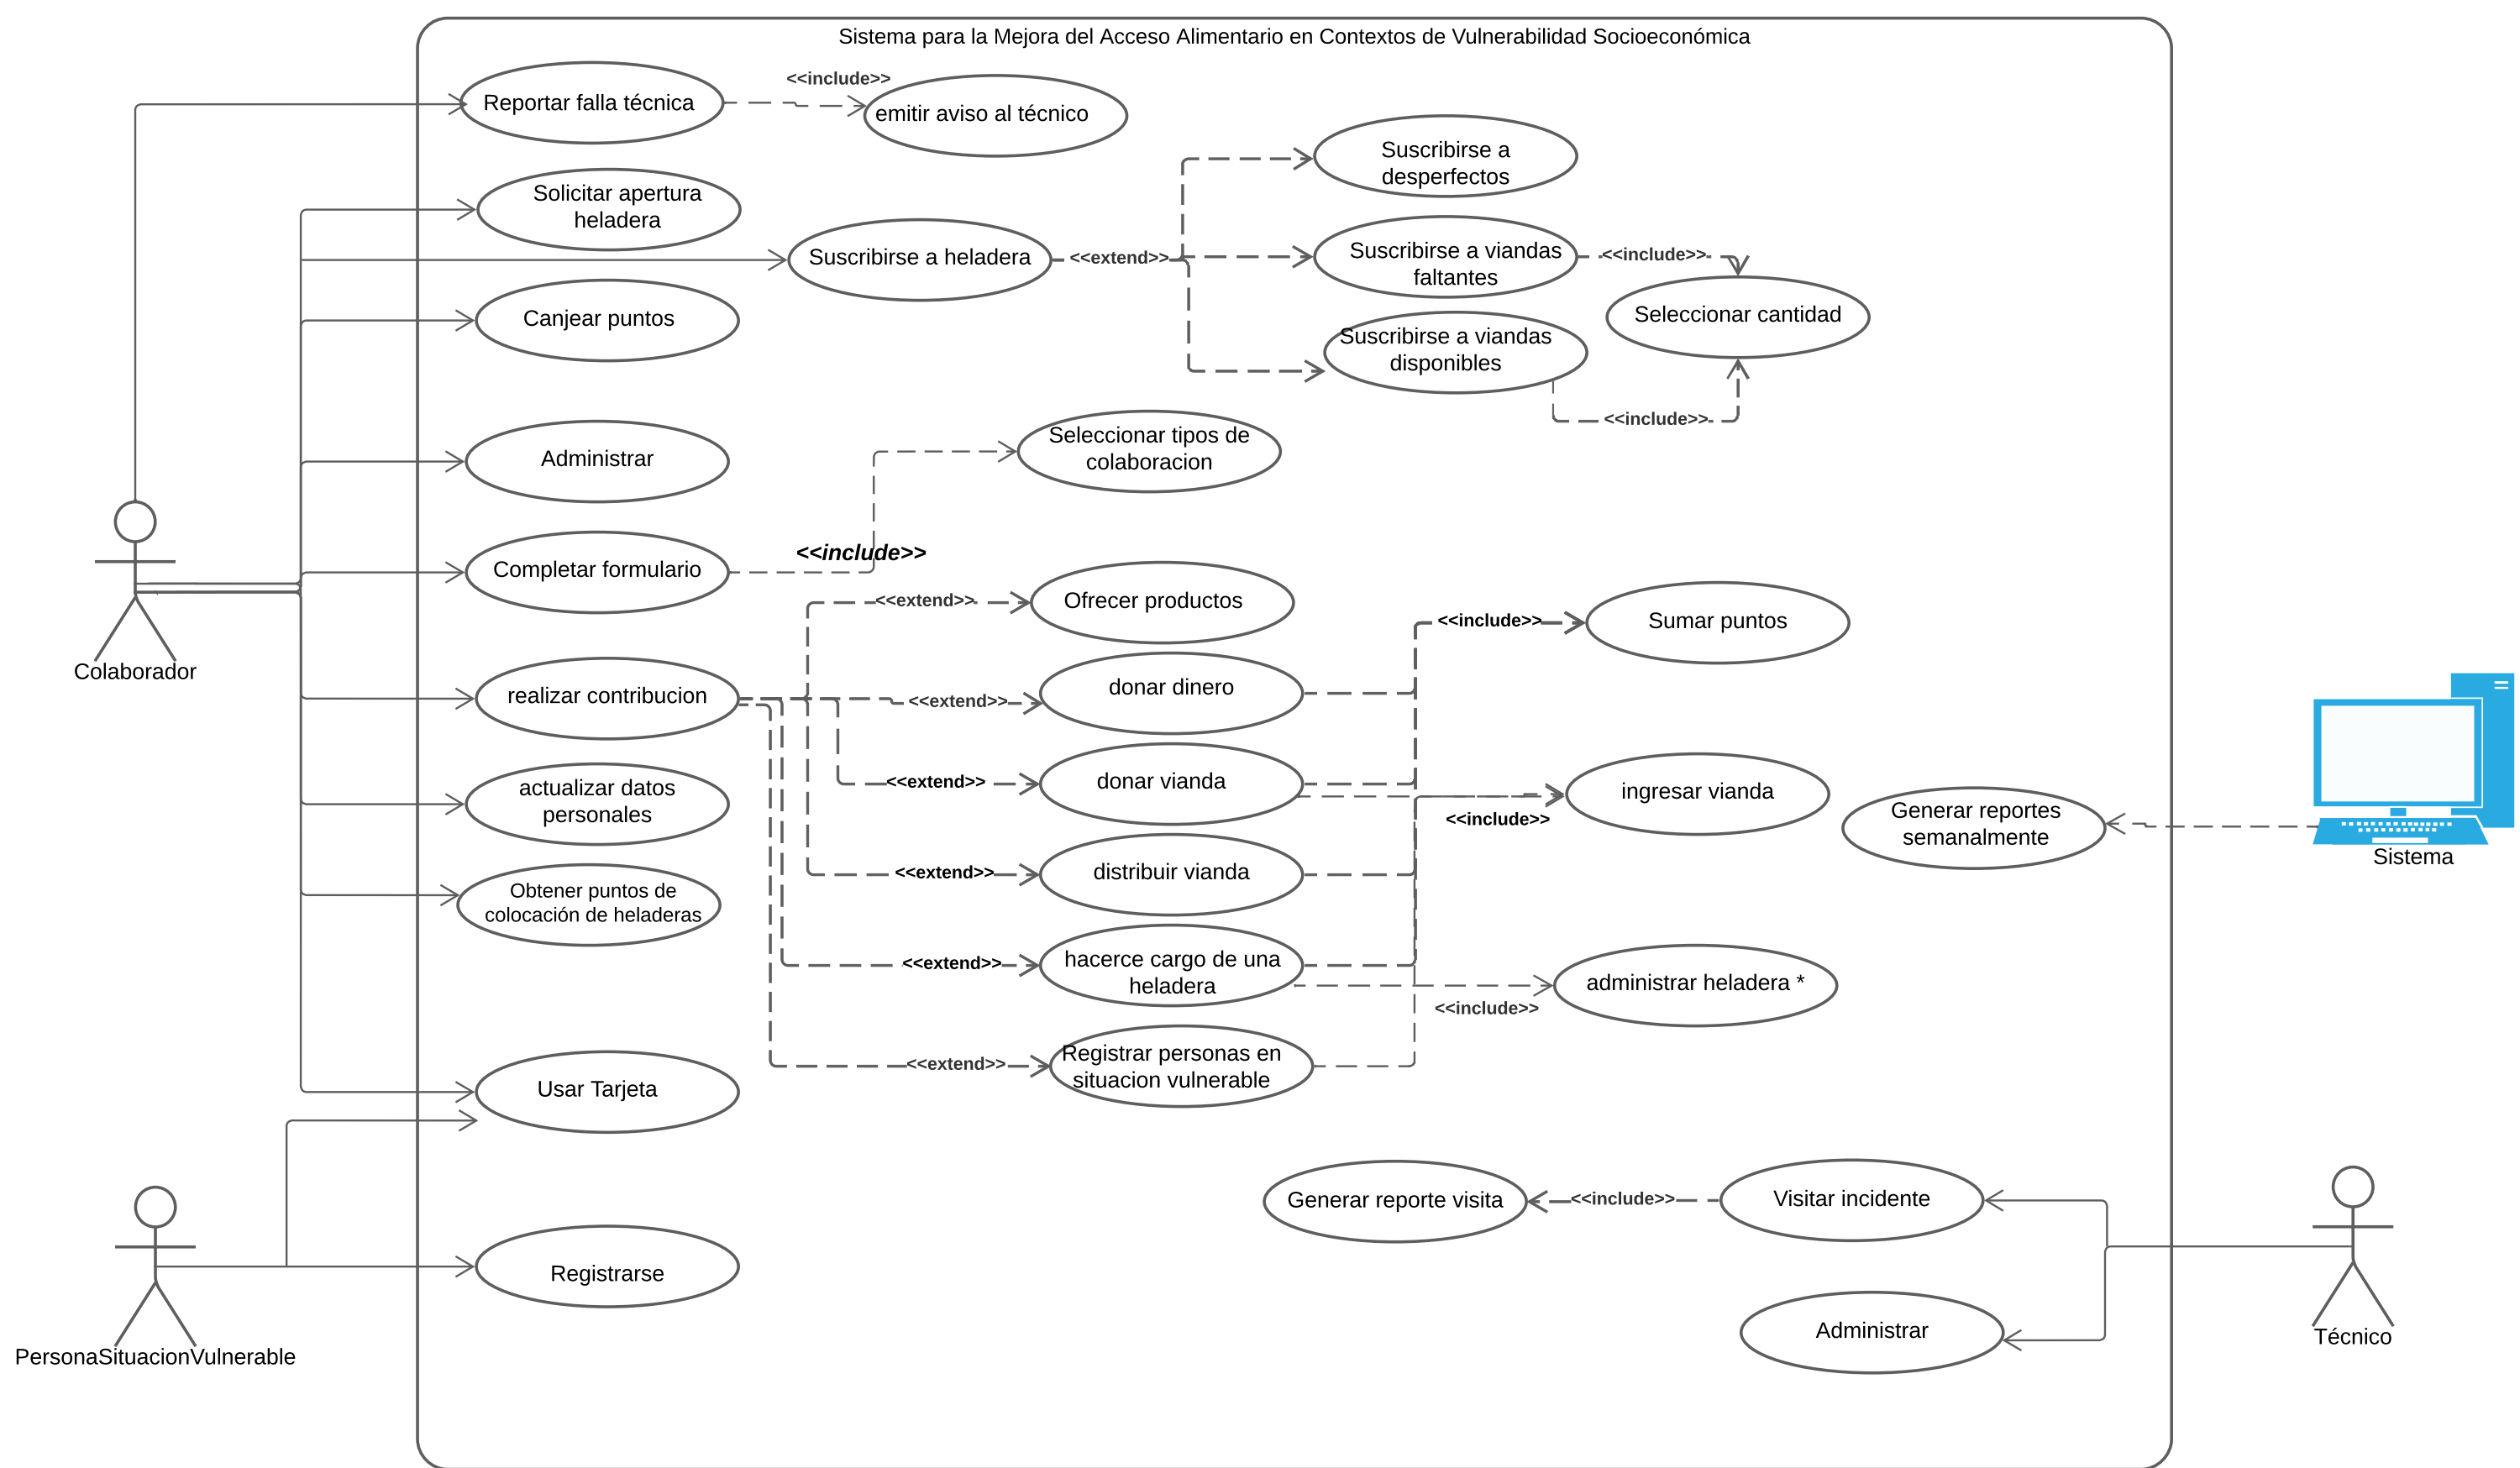 Sistema para la Mejora del Acceso Alimentario en Contextos de Vulnerabilidad Socioeconómica
Reportar falla técnica
<<include>>
emitir aviso al técnico
Solicitar apertura
heladera
Suscribirse a heladera
<<extend>>
Suscribirse a
desperfectos
Suscribirse a viandas
faltantes
<<include>>
Seleccionar cantidad
Suscribirse a viandas
disponibles
<<include>>
Canjear puntos
Administrar
Seleccionar tipos de
colaboracion
Completar formulario
<<include>>
Colaborador
realizar contribucion
<<extend>>
Ofrecer productos
<<include>>
Sumar puntos
<<extend>>
donar dinero
<<extend>>
donar vianda
<<include>>
ingresar vianda
Generar reportes
semanalmente
Sistema
actualizar datos
personales
<<extend>>
distribuir vianda
Obtener puntos de
colocación de heladeras
<<extend>>
hacerce cargo de una
heladera
<<include>>
administrar heladera *
<<extend>>
Registrar personas en
situacion vulnerable
Usar Tarjeta
Generar reporte visita
<<include>>
Visitar incidente
Registrarse
Administrar
Técnico
PersonaSituacionVulnerable